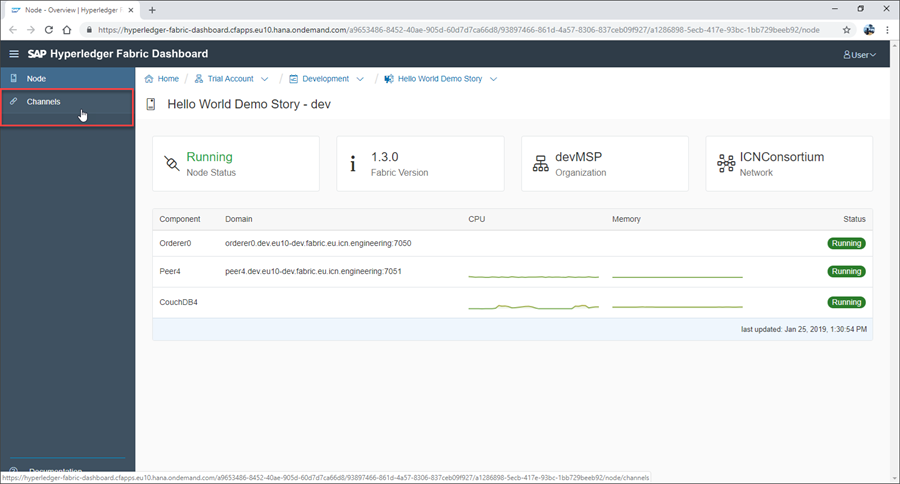 Node - Overview | Hyperledger F
https://hyperledger-fabric-dashboard.cfapps.eu10.hana.ondemand.com/a9653486-8452-40ae-905d-60d7d7ca66d8/93897466-861d-4a57-8306-837ceb09f927/a1286898-5ecb-417e-93bc-1bb729beeb92/node
SAP Hyperledger Fabric Dashboard
User
Node
Channels
Home / Trial Account / Development / Hello World Demo Story
Hello World Demo Story - dev
Running
Node Status
1.3.0
Fabric Version
devMSP
Organization
ICNConsortium
Network
Component Domain CPU Memory Status
Orderer0 orderer0.dev.eu10-dev.fabric.eu.icn.engineering:7050 Running
Peer4 peer4.dev.eu10-dev.fabric.eu.icn.engineering:7051 Running
CouchDB4 Running
last updated: Jan 25, 2019, 1:30:54 PM
Documentation
https://hyperledger-fabric-dashboard.cfapps.eu10.hana.ondemand.com/a9653486-8452-40ae-905d-60d7d7ca66d8/93897466-861d-4a57-8306-837ceb09f927/a1286898-5ecb-417e-93bc-1bb729beeb92/node/channels